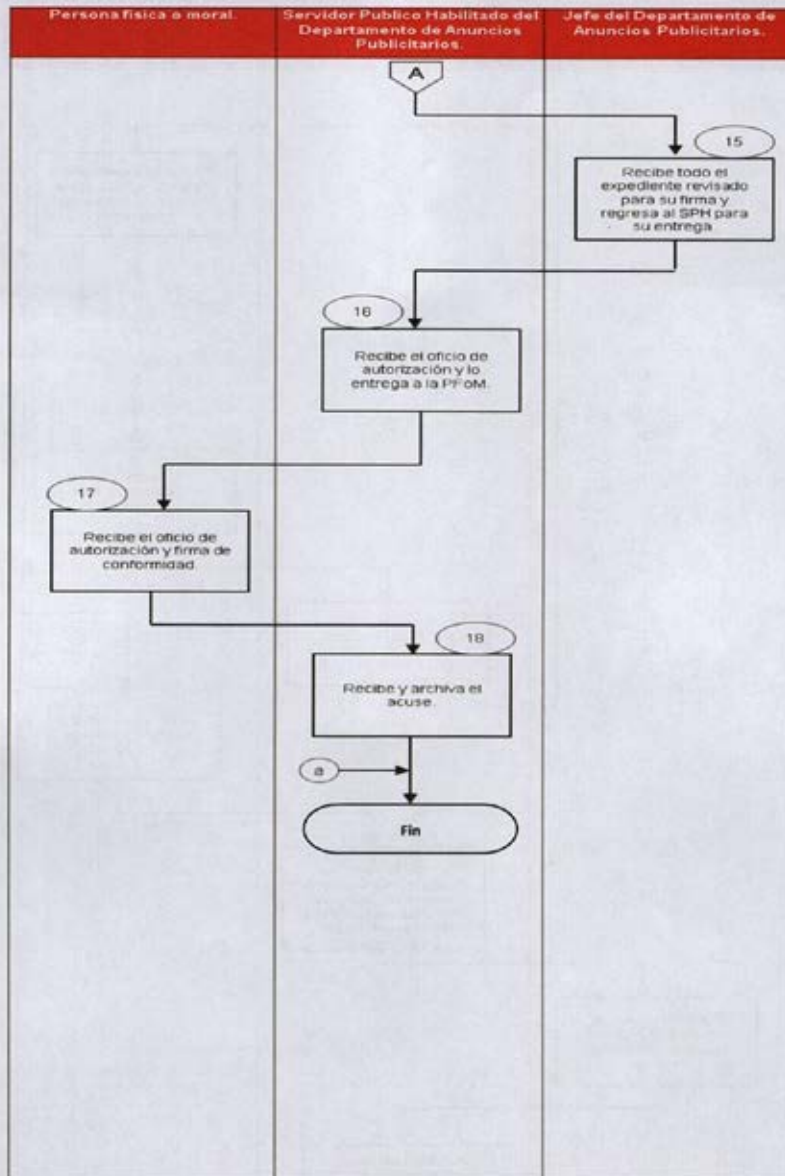 Persona fisica o moral.
Servidor Publico Habilitado del
Departamento de Anuncios
Publicitarios.
Jefe del Departamento de
Anuncios Publicitarios.
A
15
Recibe todo el
expediente revisado
para su firma y
regresa al SPH para
su entrega
16
Recibe el oficio de
autorización y lo
entrega a la PFoM.
17
Recibe el oficio de
autorización y firma de
conformidad.
18
Recibe y archiva el
acuse.
a
Fin